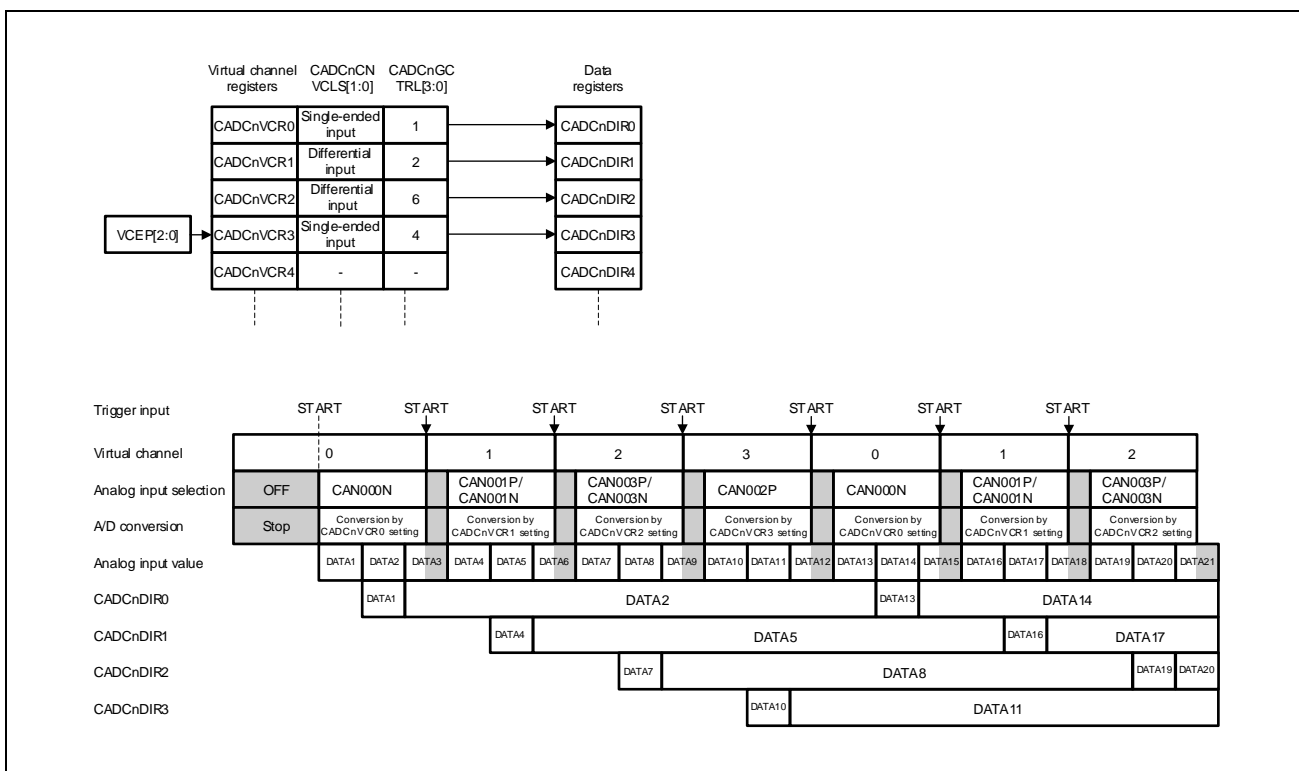 Virtual channel registers CADCnCN VCLS[1:0] CADCnGC TRL[3:0] Data registers
CADCnVCR0 Single-ended input 1 CADCnDIR0
CADCnVCR1 Differential input 2 CADCnDIR1
CADCnVCR2 Differential input 6 CADCnDIR2
VCEP[2:0] CADCnVCR3 Single-ended input 4 CADCnDIR3
CADCnVCR4 - - CADCnDIR4
Trigger input START START START START START START START
Virtual channel 0 1 2 3 0 1 2
Analog input selection OFF CAN000N CAN001P/ CAN001N CAN003P/ CAN003N CAN002P CAN000N CAN001P/ CAN001N CAN003P/ CAN003N
A/D conversion Stop Conversion by CADCnVCR0 setting Conversion by CADCnVCR1 setting Conversion by CADCnVCR2 setting Conversion by CADCnVCR3 setting Conversion by CADCnVCR0 setting Conversion by CADCnVCR1 setting Conversion by CADCnVCR2 setting
Analog input value DATA1 DATA2 DATA3 DATA4 DATA5 DATA6 DATA7 DATA8 DATA9 DATA10 DATA11 DATA12 DATA13 DATA14 DATA15 DATA16 DATA17 DATA18 DATA19 DATA20 DATA21
CADCnDIR0 DATA1 DATA2 DATA13 DATA14
CADCnDIR1 DATA4 DATA5 DATA16 DATA17
CADCnDIR2 DATA7 DATA8 DATA19 DATA20
CADCnDIR3 DATA10 DATA11